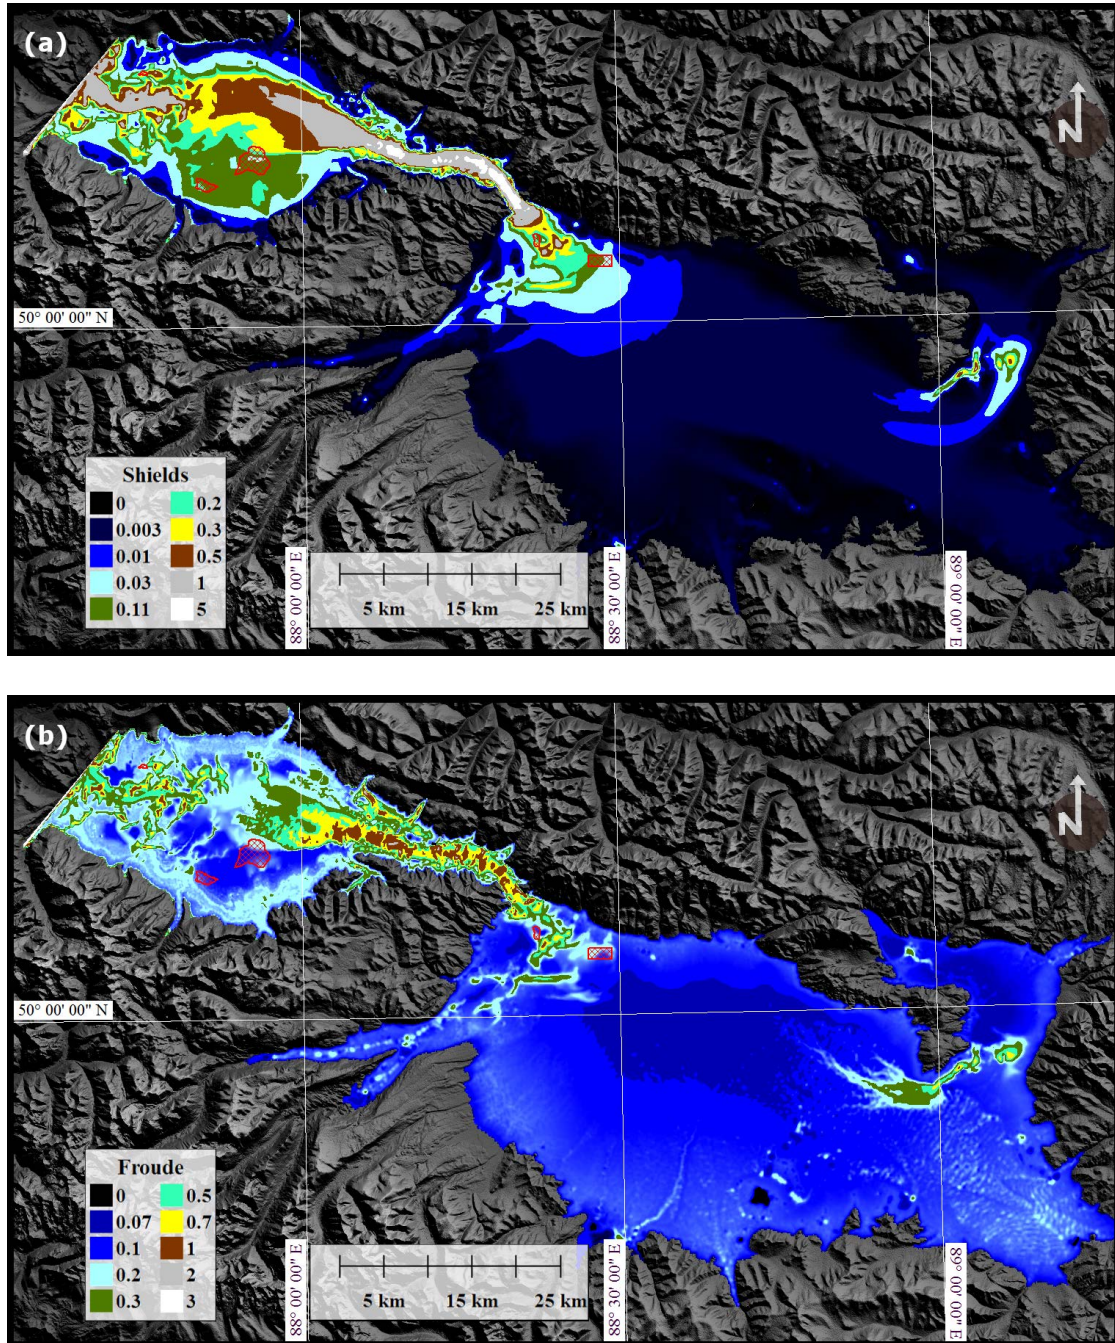 (a)
N
50° 00' 00" N
Shields
0 0.2
0.003 0.3
0.01 0.5
0.03 1
0.11 5
88° 00' 00" E
5 km 15 km 25 km
88° 30' 00" E
89° 00' 00" E
(b)
N
50° 00' 00" N
Froude
0 0.5
0.07 0.7
0.1 1
0.2 2
0.3 3
88° 00' 00" E
5 km 15 km 25 km
88° 30' 00" E
89° 00' 00" E